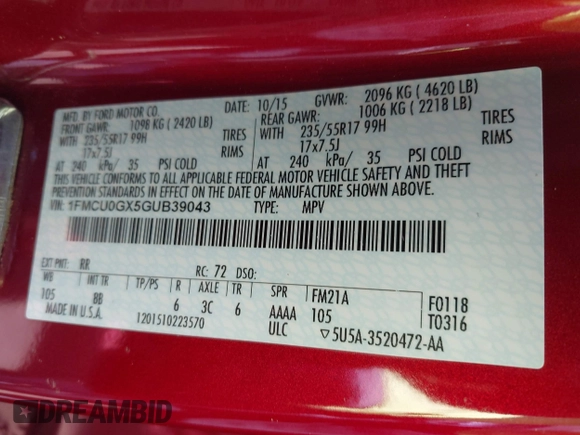 MFD. BY FORD MOTOR CO.
DATE: 10/15 GVWR: 2096 KG ( 4620 LB)
FRONT GAWR: 1098 KG ( 2420 LB) REAR GAWR: 1006 KG ( 2218 LB)
WITH 235/55R17 99H TIRES WITH 235/55R17 99H TIRES
17x7.5J RIMS 17x7.5J RIMS
AT 240 kPa/ 35 PSI COLD AT 240 kPa/ 35 PSI COLD
THIS VEHICLE CONFORMS TO ALL APPLICABLE FEDERAL MOTOR VEHICLE SAFETY AND THEFT
PREVENTION STANDARDS IN EFFECT ON THE DATE OF MANUFACTURE SHOWN ABOVE.
VIN: 1FMCU0GX5GUB39043 TYPE: MPV
EXT PNT: RR RC: 72 DSO:
WB INT TR TP/PS R AXLE TR SPR FM21A F0118
105 BB 6 3C 6 AAAA 105 T0316
MADE IN U.S.A. 1201510223570 ULC ▽5U5A-3520472-AA
DREAMBID